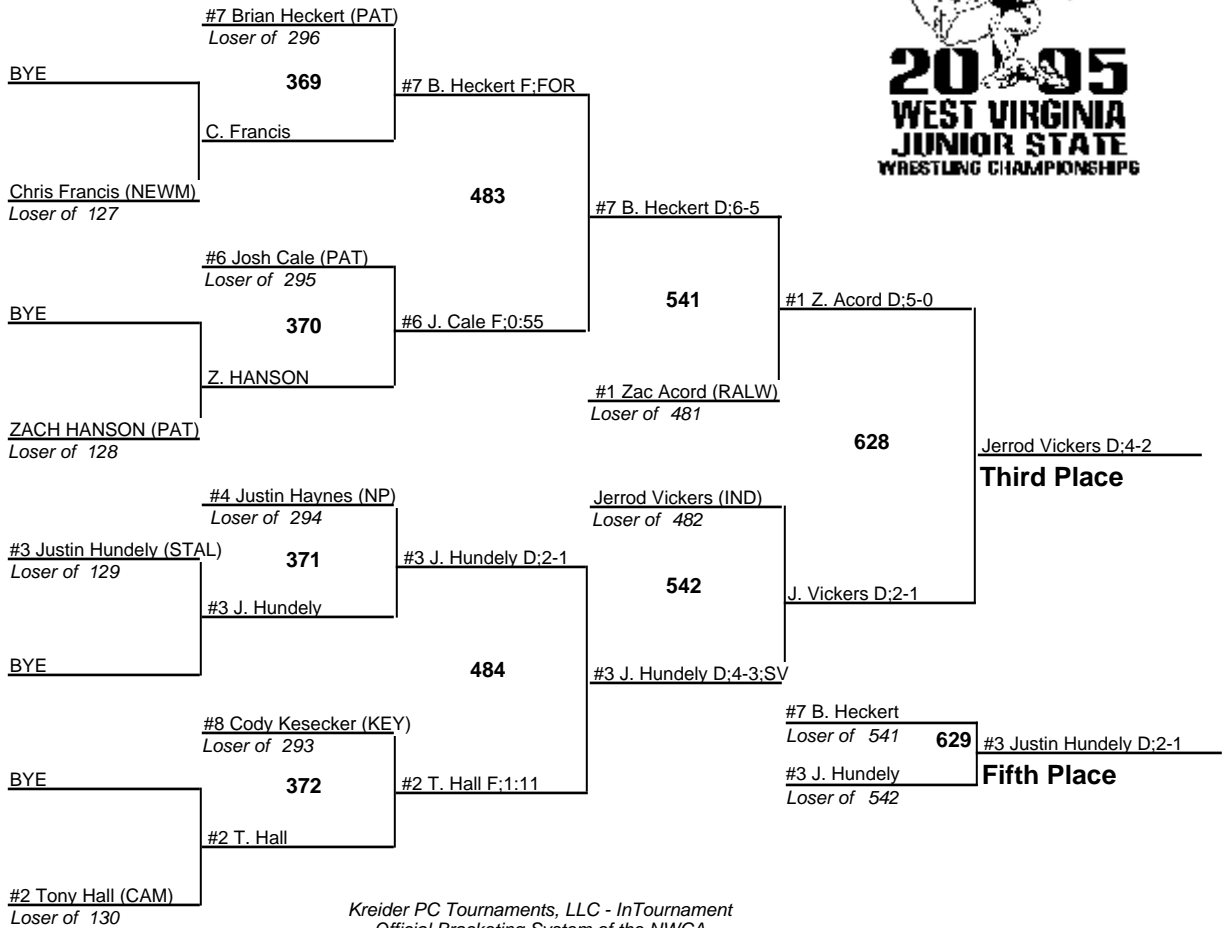 #7 Brian Heckert (PAT)
Loser of 296
BYE
369
#7 B. Heckert F;FOR
C. Francis
Chris Francis (NEWM)
Loser of 127
483
#7 B. Heckert D;6-5
#6 Josh Cale (PAT)
Loser of 295
BYE
370
#6 J. Cale F;0:55
541
#1 Z. Acord D;5-0
Z. HANSON
#1 Zac Acord (RALW)
Loser of 481
ZACH HANSON (PAT)
Loser of 128
628
Jerrod Vickers D;4-2
Third Place
#4 Justin Haynes (NP)
Loser of 294
Jerrod Vickers (IND)
Loser of 482
#3 Justin Hundely (STAL)
Loser of 129
371
#3 J. Hundely D;2-1
542
J. Vickers D;2-1
#3 J. Hundely
BYE
484
#3 J. Hundely D;4-3;SV
#8 Cody Kesecker (KEY)
Loser of 293
#7 B. Heckert
Loser of 541
629
#3 Justin Hundely D;2-1
Fifth Place
BYE
372
#2 T. Hall F;1:11
#3 J. Hundely
Loser of 542
#2 T. Hall
#2 Tony Hall (CAM)
Loser of 130
20 05
WEST VIRGINIA
JUNIOR STATE
WRESTLING CHAMPIONSHIPS
Kreider PC Tournaments, LLC - InTournament
Official Bracketing System of the NWCA